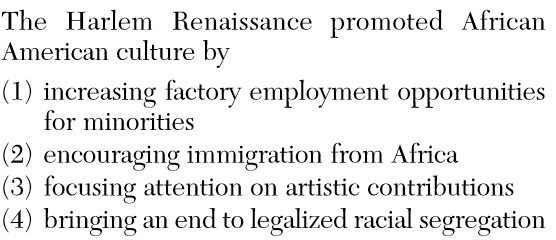 The Harlem Renaissance promoted African
American culture by
(1) increasing factory employment opportunities
for minorities
(2) encouraging immigration from Africa
(3) focusing attention on artistic contributions
(4) bringing an end to legalized racial segregation